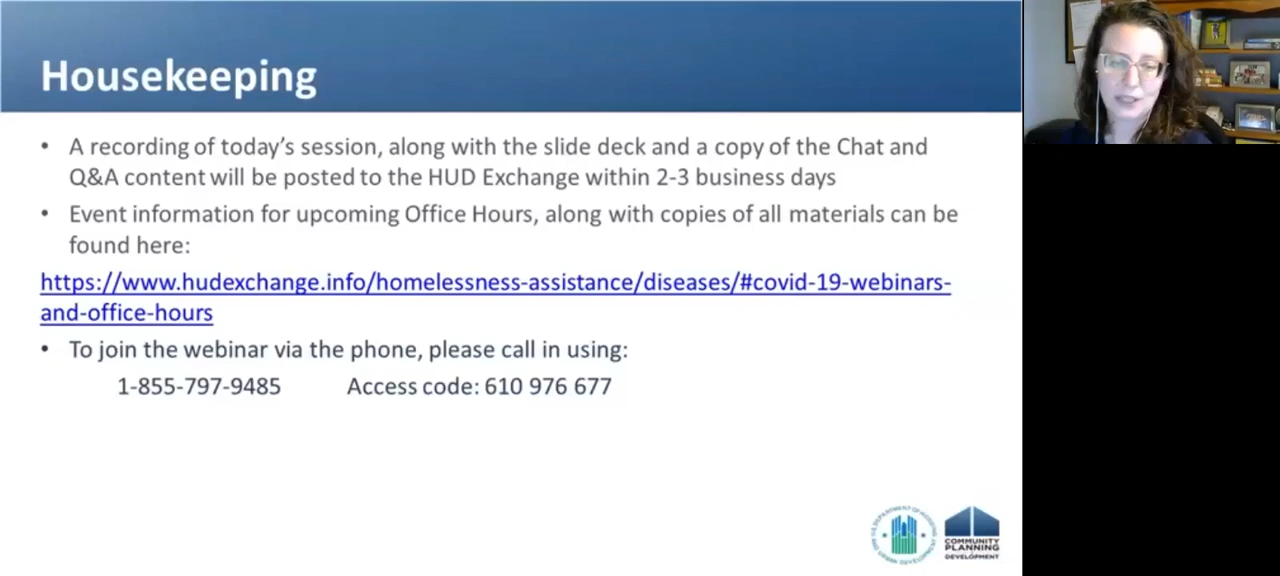 Housekeeping
• A recording of today's session, along with the slide deck and a copy of the Chat and
Q&A content will be posted to the HUD Exchange within 2-3 business days
• Event information for upcoming Office Hours, along with copies of all materials can be
found here:
https://www.hudexchange.info/homelessness-assistance/diseases/#covid-19-webinars-
and-office-hours
• To join the webinar via the phone, please call in using:
1-855-797-9485 Access code: 610 976 677
COMMUNITY
PLANNING
DEVELOPMENT